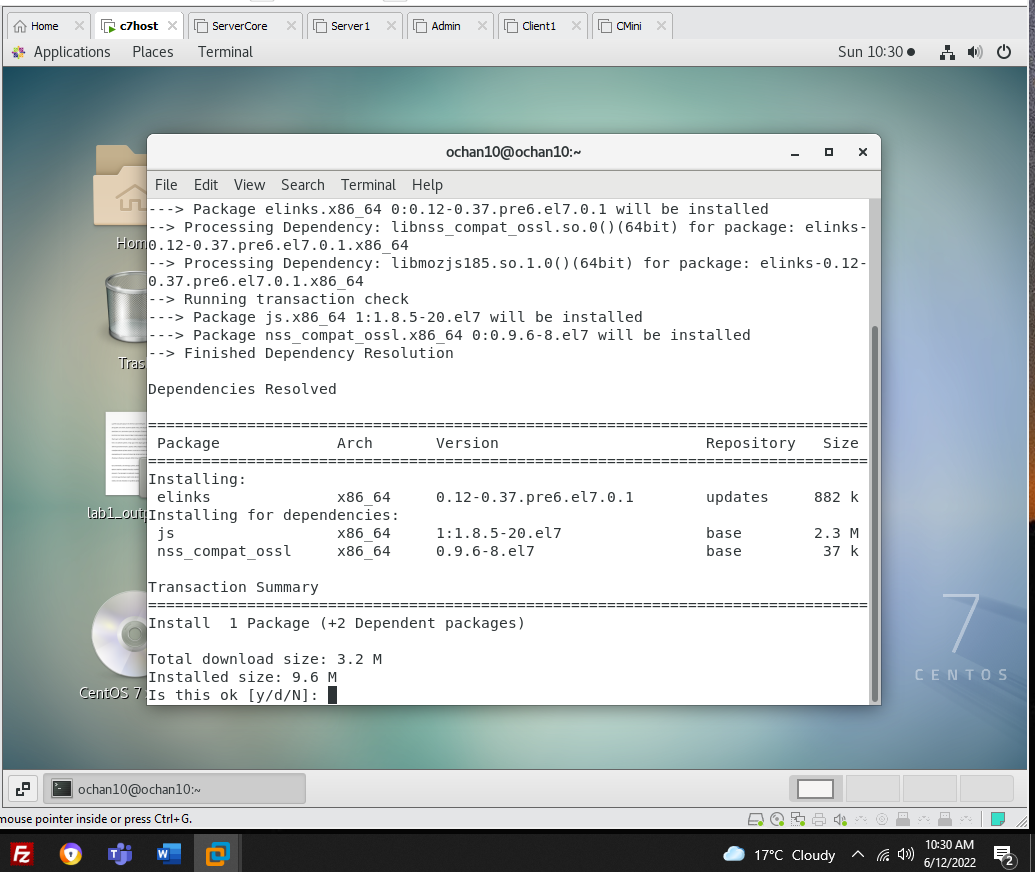 Home
c7host
ServerCore
Server1
Admin
Client1
CMini
Applications Places Terminal
Sun 10:30
ochan10@ochan10:~
File Edit View Search Terminal Help
---> Package elinks.x86_64 0:0.12-0.37.pre6.el7.0.1 will be installed
--> Processing Dependency: libnss_compat_ossl.so.0()(64bit) for package: elinks-
0.12-0.37.pre6.el7.0.1.x86_64
--> Processing Dependency: libmozjs185.so.1.0()(64bit) for package: elinks-0.12-
0.37.pre6.el7.0.1.x86_64
--> Running transaction check
---> Package js.x86_64 1:1.8.5-20.el7 will be installed
---> Package nss_compat_ossl.x86_64 0:0.9.6-8.el7 will be installed
--> Finished Dependency Resolution
Dependencies Resolved
================================================================================
Package Arch Version Repository Size
================================================================================
Installing:
elinks x86_64 0.12-0.37.pre6.el7.0.1 updates 882 k
Installing for dependencies:
js x86_64 1:1.8.5-20.el7 base 2.3 M
nss_compat_ossl x86_64 0.9.6-8.el7 base 37 k
Transaction Summary
================================================================================
Install 1 Package (+2 Dependent packages)
Total download size: 3.2 M
Installed size: 9.6 M
Is this ok [y/d/N]:
Hom
Tras
lab1_outp
CentOS 7
7
CENTOS
ochan10@ochan10:~
mouse pointer inside or press Ctrl+G.
17°C Cloudy
10:30 AM
6/12/2022
2